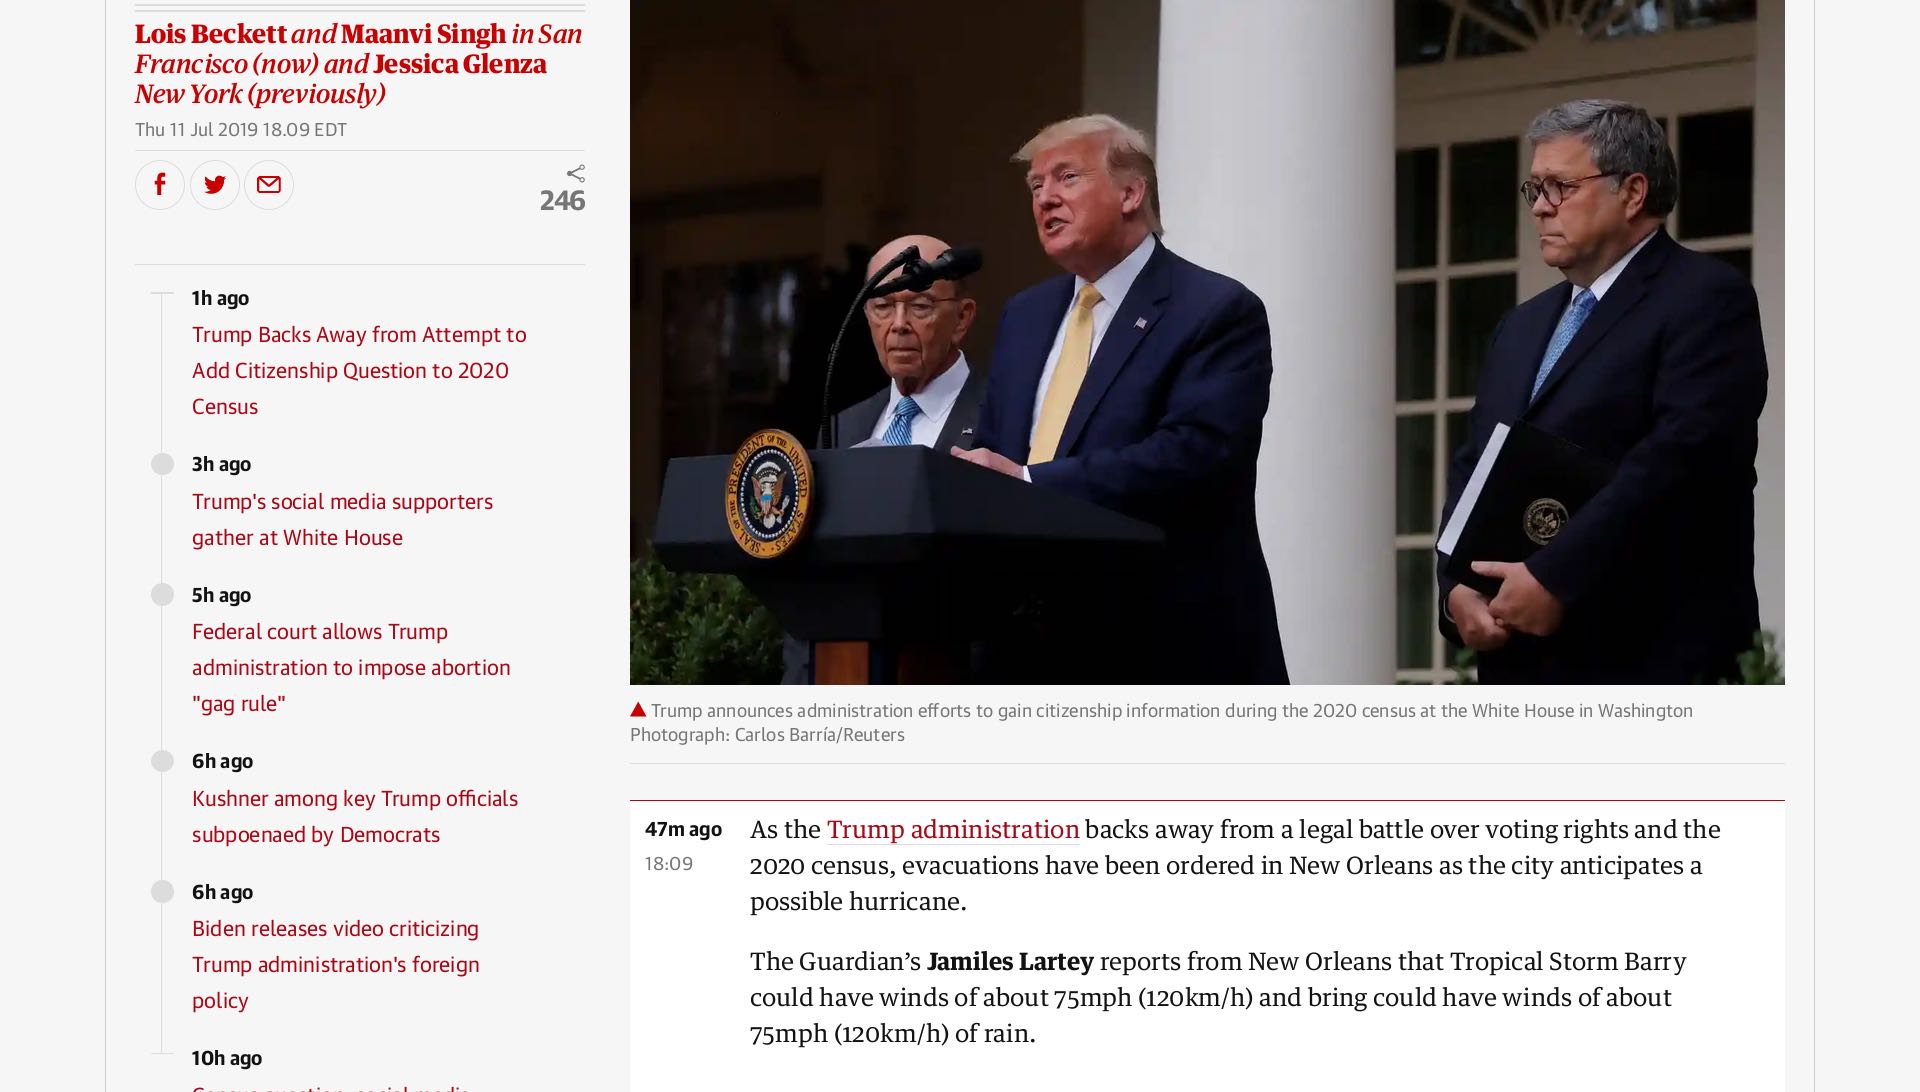 Lois Beckett and Maanvi Singh in San
Francisco (now) and Jessica Glenza
New York (previously)
Thu 11 Jul 2019 18.09 EDT
246
1h ago
Trump Backs Away from Attempt to
Add Citizenship Question to 2020
Census
3h ago
Trump's social media supporters
gather at White House
5h ago
Federal court allows Trump
administration to impose abortion
"gag rule"
6h ago
Kushner among key Trump officials
subpoenaed by Democrats
6h ago
Biden releases video criticizing
Trump administration's foreign
policy
10h ago
SEAL OF THE PRESIDENT OF THE UNITED STATES
Trump announces administration efforts to gain citizenship information during the 2020 census at the White House in Washington
Photograph: Carlos Barría/Reuters
47m ago
18:09
As the Trump administration backs away from a legal battle over voting rights and the
2020 census, evacuations have been ordered in New Orleans as the city anticipates a
possible hurricane.
The Guardian’s Jamiles Lartey reports from New Orleans that Tropical Storm Barry
could have winds of about 75mph (120km/h) and bring could have winds of about
75mph (120km/h) of rain.